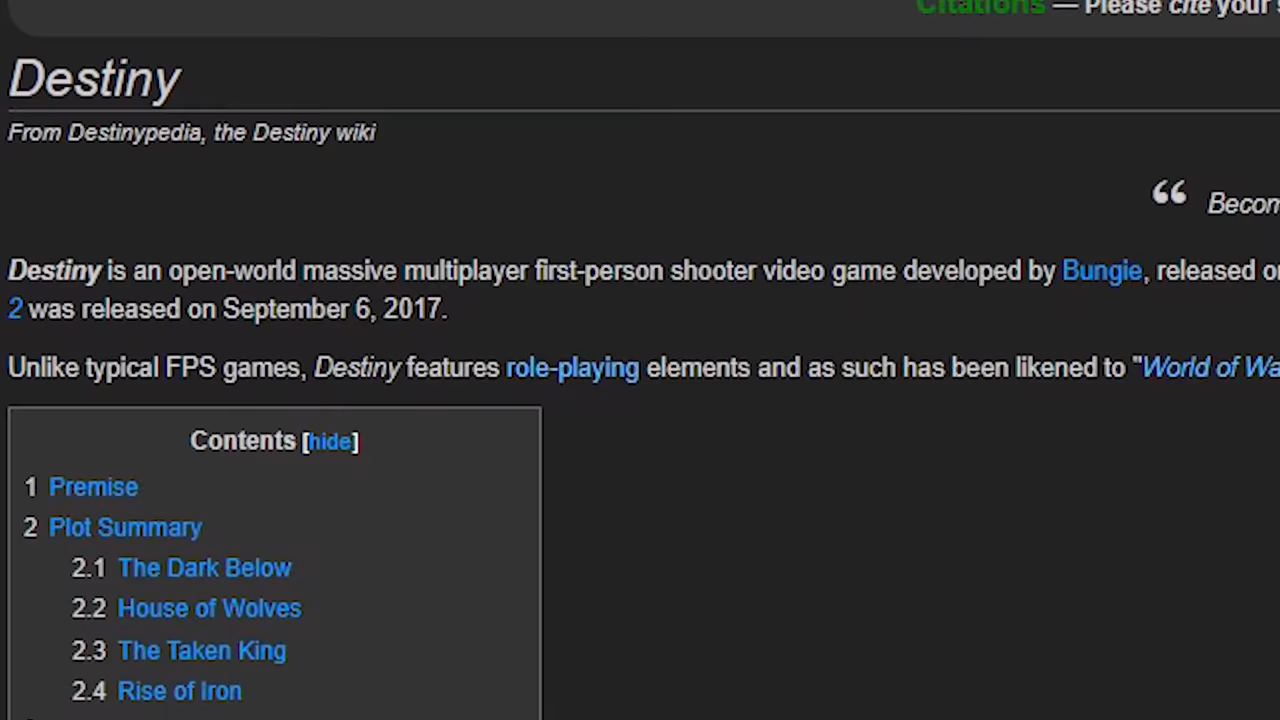 Citations — Please cite your
Destiny
From Destinypedia, the Destiny wiki
“ Becom
Destiny is an open-world massive multiplayer first-person shooter video game developed by Bungie, released on
2 was released on September 6, 2017.
Unlike typical FPS games, Destiny features role-playing elements and as such has been likened to "World of Wa
Contents [hide]
1 Premise
2 Plot Summary
2.1 The Dark Below
2.2 House of Wolves
2.3 The Taken King
2.4 Rise of Iron